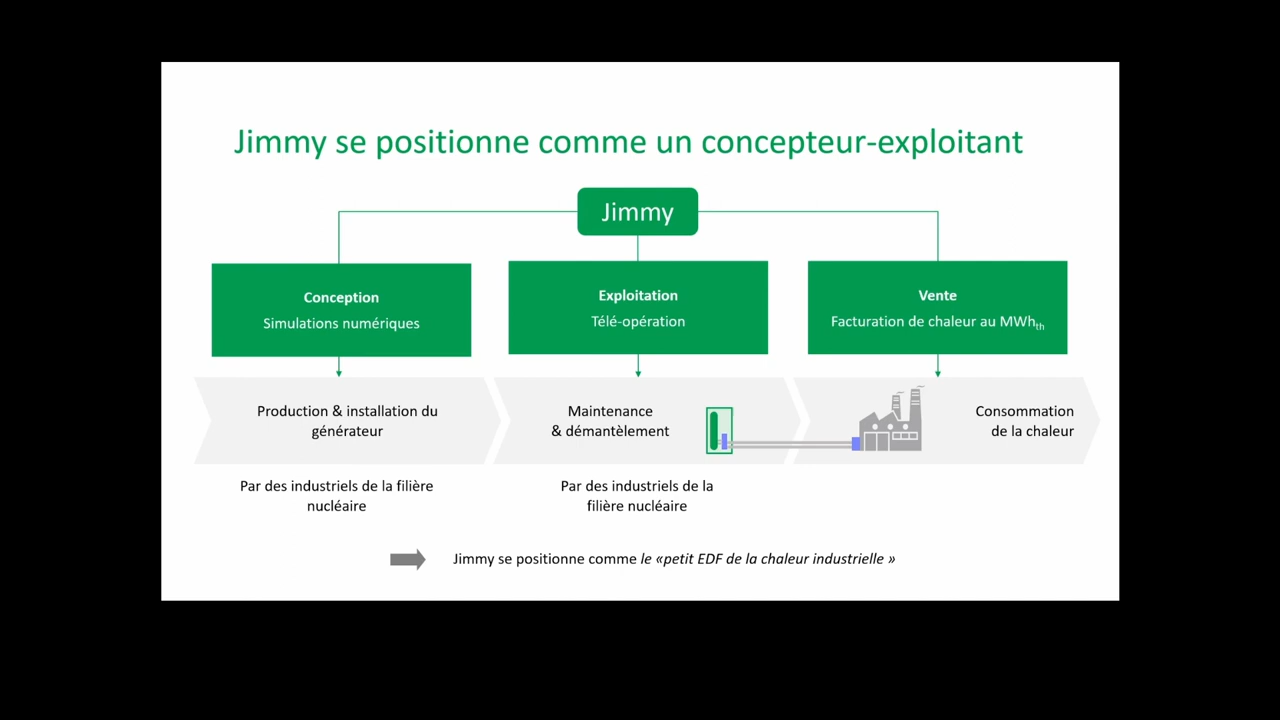 Jimmy se positionne comme un concepteur-exploitant
Jimmy
Conception
Simulations numériques
Exploitation
Télé-opération
Vente
Facturation de chaleur au MWhth
Production & installation du
générateur
Maintenance
& démantèlement
Consommation
de la chaleur
Par des industriels de la filière
nucléaire
Par des industriels de la
filière nucléaire
Jimmy se positionne comme le «petit EDF de la chaleur industrielle »